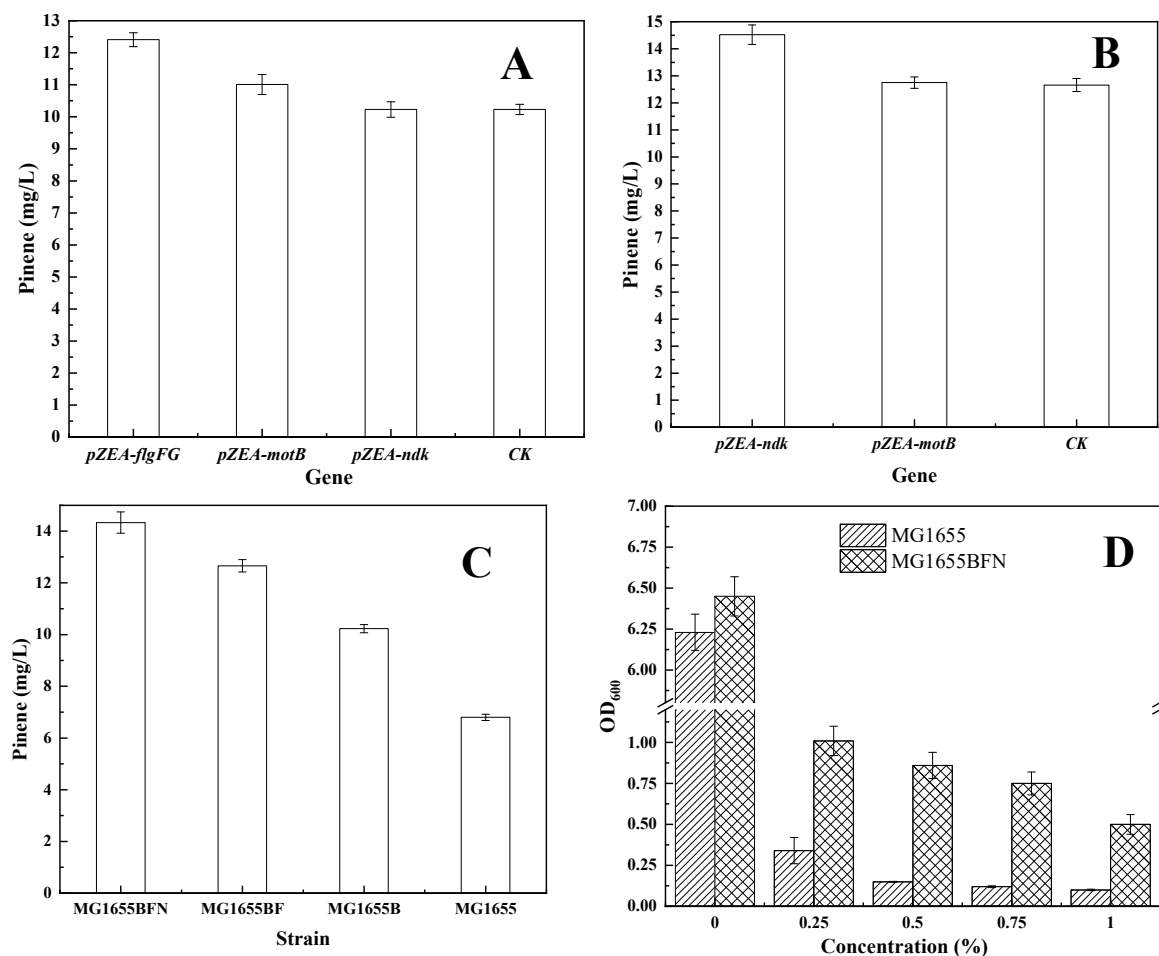 A
Pinene (mg/L)
13
12
11
10
9
8
7
6
5
4
3
2
1
0
pZEA-flgFG pZEA-motB pZEA-ndk CK
Gene
B
Pinene (mg/L)
15
14
13
12
11
10
9
8
7
6
5
4
3
2
1
0
pZEA-ndk pZEA-motB CK
Gene
C
Pinene (mg/L)
14
12
10
8
6
4
2
0
MG1655BFN MG1655BF MG1655B MG1655
Strain
D
MG1655
MG1655BFN
OD600
7.00
6.50
6.25
6.00
1.00
0.75
0.50
0.25
0.00
0 0.25 0.5 0.75 1
Concentration (%)